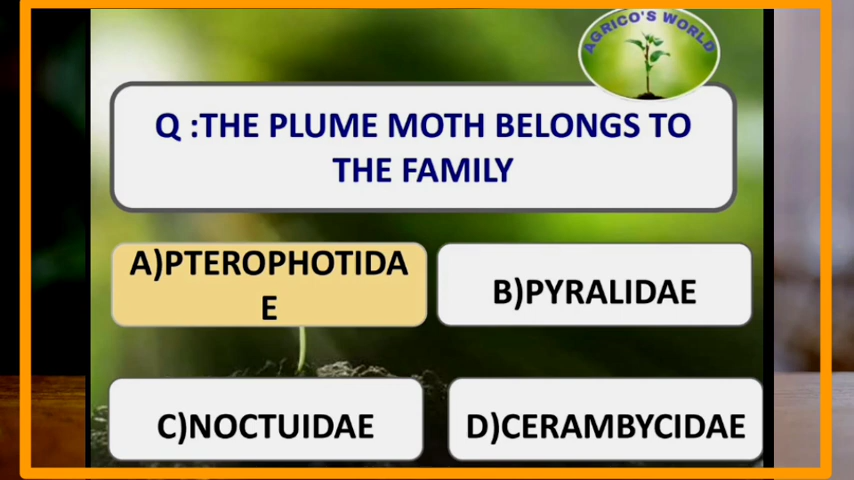 AGRICO'S WORLD
Q :THE PLUME MOTH BELONGS TO
THE FAMILY
A)PTEROPHOTIDA
E
B)PYRALIDAE
C)NOCTUIDAE
D)CERAMBYCIDAE